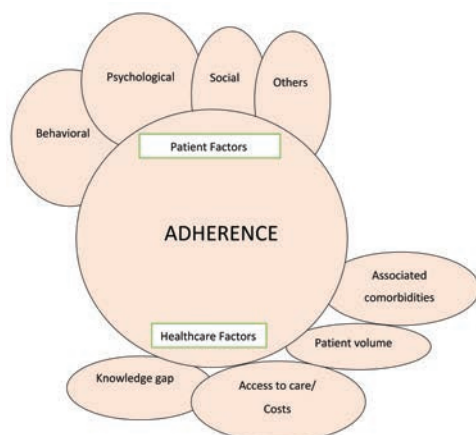 Psychological
Social
Others
Behavioral
Patient Factors
ADHERENCE
Associated
comorbidities
Healthcare Factors
Patient volume
Knowledge gap
Access to care/
Costs